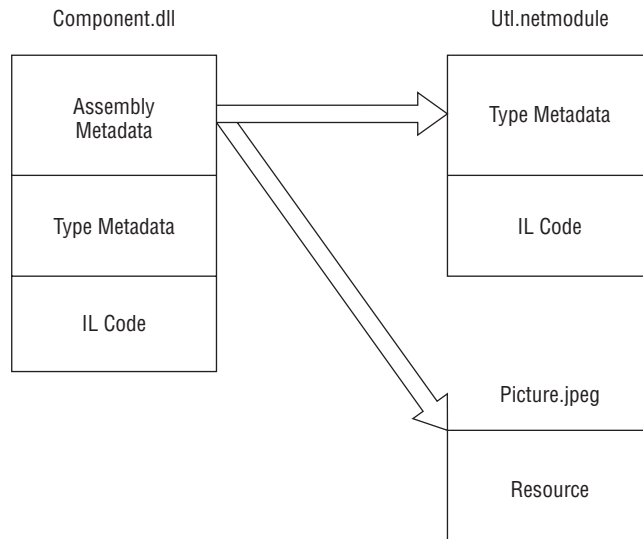 Component.dll
Utl.netmodule
Assembly
Metadata
Type Metadata
Type Metadata
IL Code
IL Code
Picture.jpeg
Resource